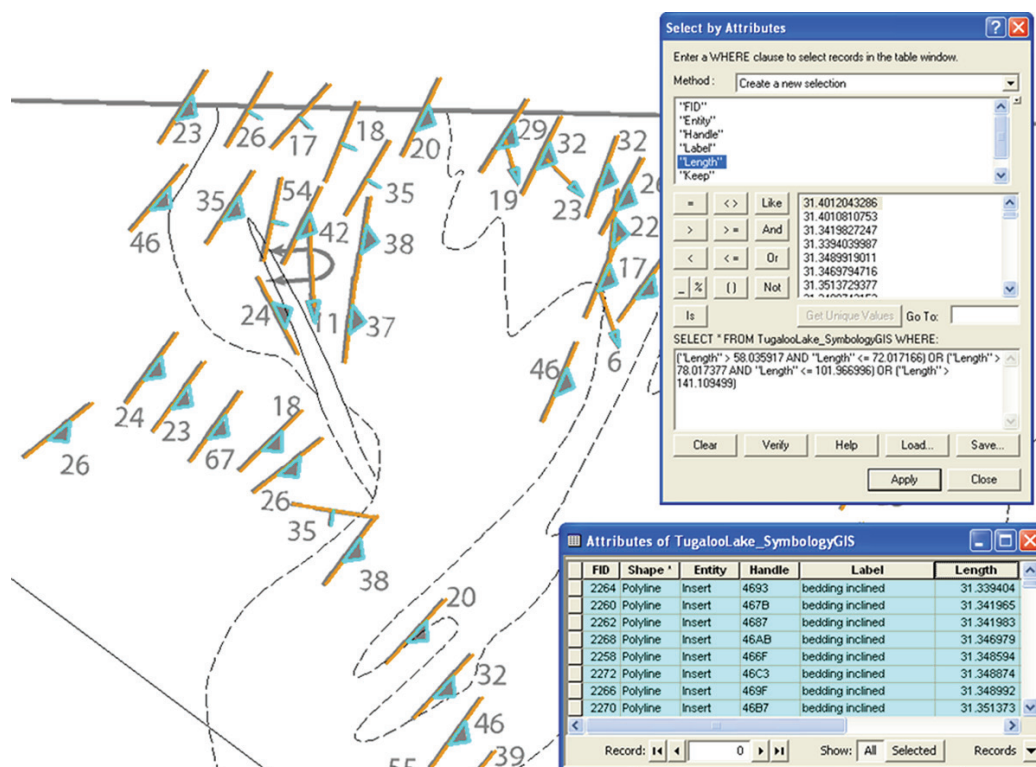 23
26
17
18
20
29
32
32
26
46
35
54
42
35
38
19
23
22
17
24
11
37
6
46
24
23
18
26
67
26
35
38
20
32
46
55
39
Select by Attributes
Enter a WHERE clause to select records in the table window.
Method : Create a new selection
"FID"
"Entity"
"Handle"
"Label"
"Length"
"Keep"
= <> Like
> >= And
< <= Or
_ % () Not
Is
31.4012043286
31.4010810753
31.3419827247
31.3394039987
31.3489919011
31.3469794716
31.3513729377
Get Unique Values Go To:
SELECT * FROM TugalooLake_SymbologyGIS WHERE:
("Length" > 58.035917 AND "Length" <= 72.017166) OR ("Length" >
78.017377 AND "Length" <= 101.966996) OR ("Length" >
141.109499)
Clear Verify Help Load... Save...
Apply Close
Attributes of TugalooLake_SymbologyGIS
FID Shape * Entity Handle Label Length
2264 Polyline Insert 4693 bedding inclined 31.339404
2260 Polyline Insert 467B bedding inclined 31.341965
2262 Polyline Insert 4687 bedding inclined 31.341983
2268 Polyline Insert 46AB bedding inclined 31.346979
2258 Polyline Insert 466F bedding inclined 31.348594
2272 Polyline Insert 46C3 bedding inclined 31.348874
2266 Polyline Insert 469F bedding inclined 31.348992
2270 Polyline Insert 46B7 bedding inclined 31.351373
Record: 0 Show: All Selected Records